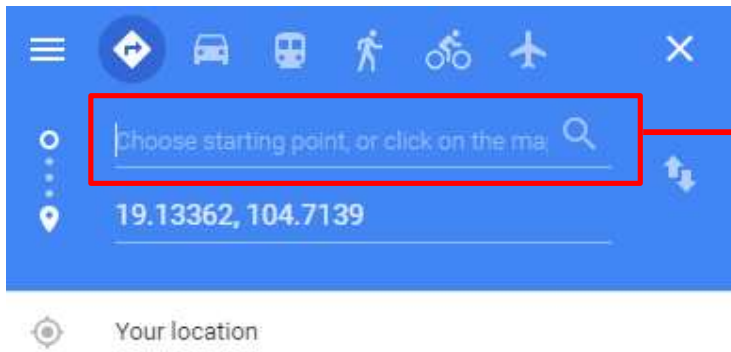 Choose starting point, or click on the ma
19.13362, 104.7139
Your location